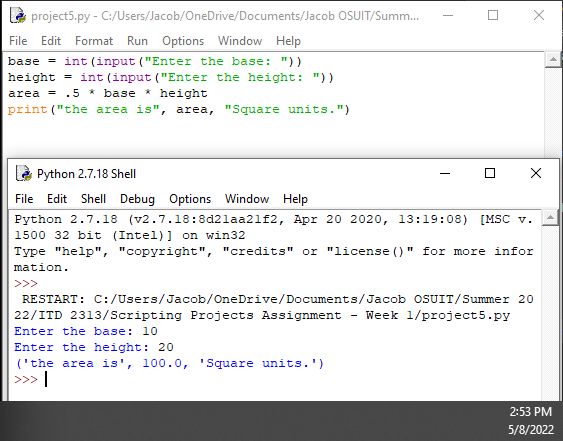 project5.py - C:/Users/Jacob/OneDrive/Documents/Jacob OSUIT/Summ...
File Edit Format Run Options Window Help
base = int(input("Enter the base: "))
height = int(input("Enter the height: "))
area = .5 * base * height
print("the area is", area, "Square units.")
Python 2.7.18 Shell
File Edit Shell Debug Options Window Help
Python 2.7.18 (v2.7.18:8d21aa21f2, Apr 20 2020, 13:19:08) [MSC v.
1500 32 bit (Intel)] on win32
Type "help", "copyright", "credits" or "license()" for more infor
mation.
>>>
RESTART: C:/Users/Jacob/OneDrive/Documents/Jacob OSUIT/Summer 20
22/ITD 2313/Scripting Projects Assignment - Week 1/project5.py
Enter the base: 10
Enter the height: 20
('the area is', 100.0, 'Square units.')
>>>
2:53 PM
5/8/2022